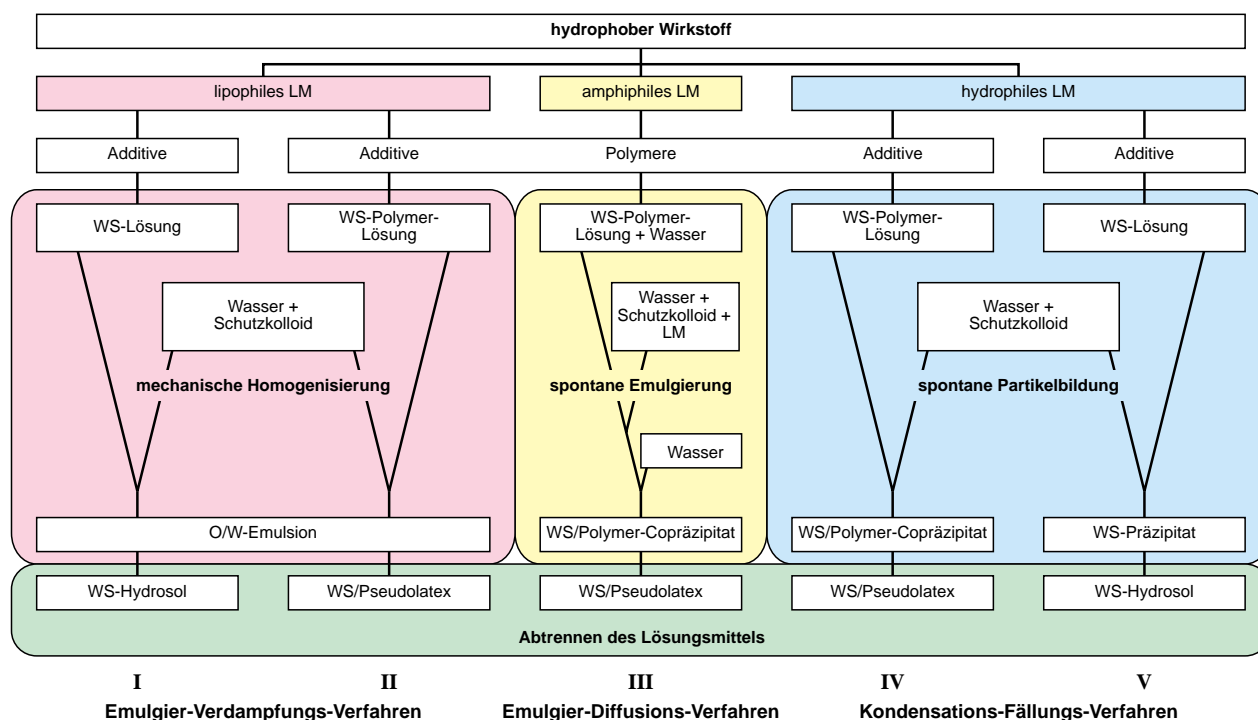 hydrophober Wirkstoff
lipophiles LM
amphiphiles LM
hydrophiles LM
Additive
Additive
Polymere
Additive
Additive
WS-Lösung
WS-Polymer-
Lösung
WS-Polymer-
Lösung + Wasser
WS-Polymer-
Lösung
WS-Lösung
Wasser +
Schutzkolloid
Wasser +
Schutzkolloid +
LM
Wasser +
Schutzkolloid
mechanische Homogenisierung
spontane Emulgierung
spontane Partikelbildung
Wasser
O/W-Emulsion
WS/Polymer-Copräzipitat
WS/Polymer-Copräzipitat
WS-Präzipitat
WS-Hydrosol
WS/Pseudolatex
WS/Pseudolatex
WS/Pseudolatex
WS-Hydrosol
Abtrennen des Lösungsmittels
I
II
III
IV
V
Emulgier-Verdampfungs-Verfahren
Emulgier-Diffusions-Verfahren
Kondensations-Fällungs-Verfahren